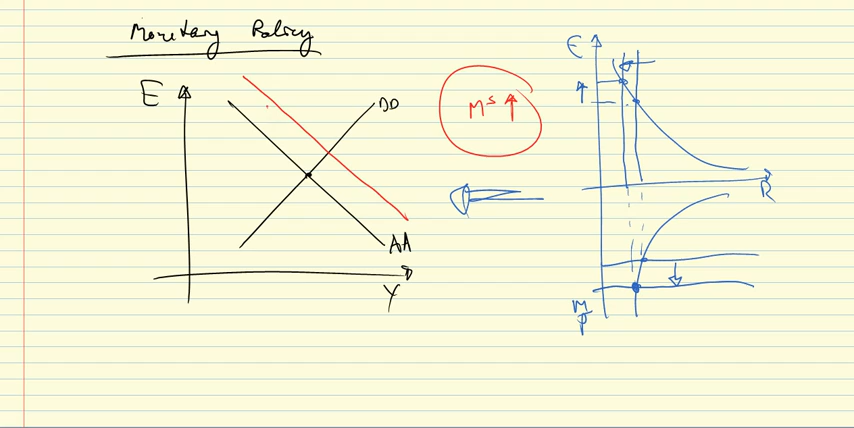 Monetary Policy
E
DD
AA
Y
M^S ↑
E
↑
R
M/P